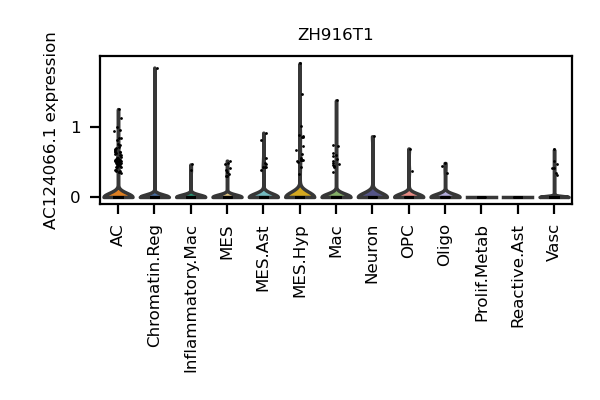 ZH916T1
AC124066.1 expression
1
0
AC
Chromatin.Reg
Inflammatory.Mac
MES
MES.Ast
MES.Hyp
Mac
Neuron
OPC
Oligo
Prolif.Metab
Reactive.Ast
Vasc